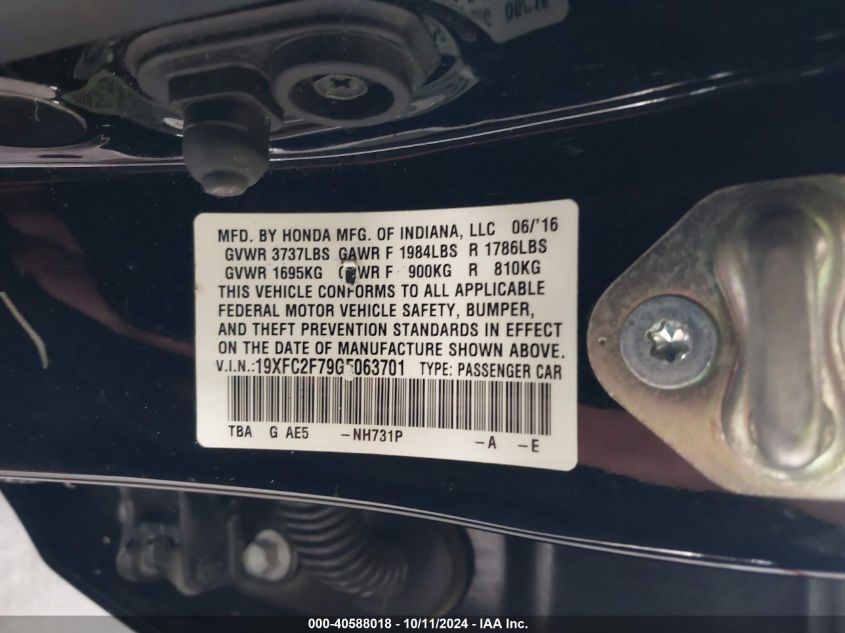 MFD. BY HONDA MFG. OF INDIANA, LLC 06/'16
GVWR 3737LBS GAWR F 1984LBS R 1786LBS
GVWR 1695KG GAWR F 900KG R 810KG
THIS VEHICLE CONFORMS TO ALL APPLICABLE
FEDERAL MOTOR VEHICLE SAFETY, BUMPER,
AND THEFT PREVENTION STANDARDS IN EFFECT
ON THE DATE OF MANUFACTURE SHOWN ABOVE.
V.I.N.: TYPE: PASSENGER CAR
TBA G AE5 -NH731P -A -E
000-40588018 - 10/11/2024 - IAA Inc.